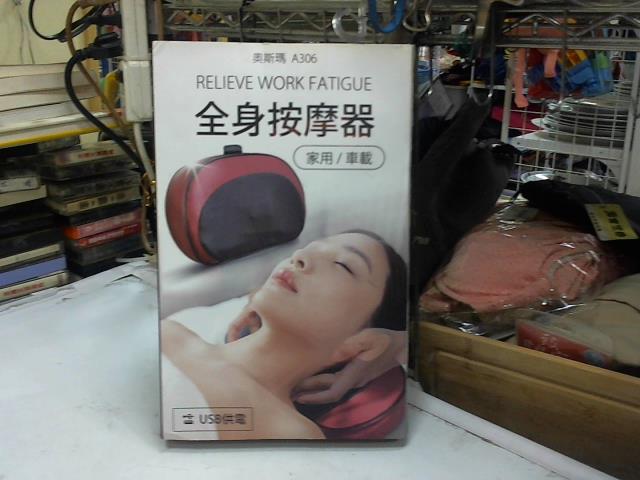 奥斯瑪 A306
RELIEVE WORK FATIGUE
全身按摩器
家用 / 車載
USB供電